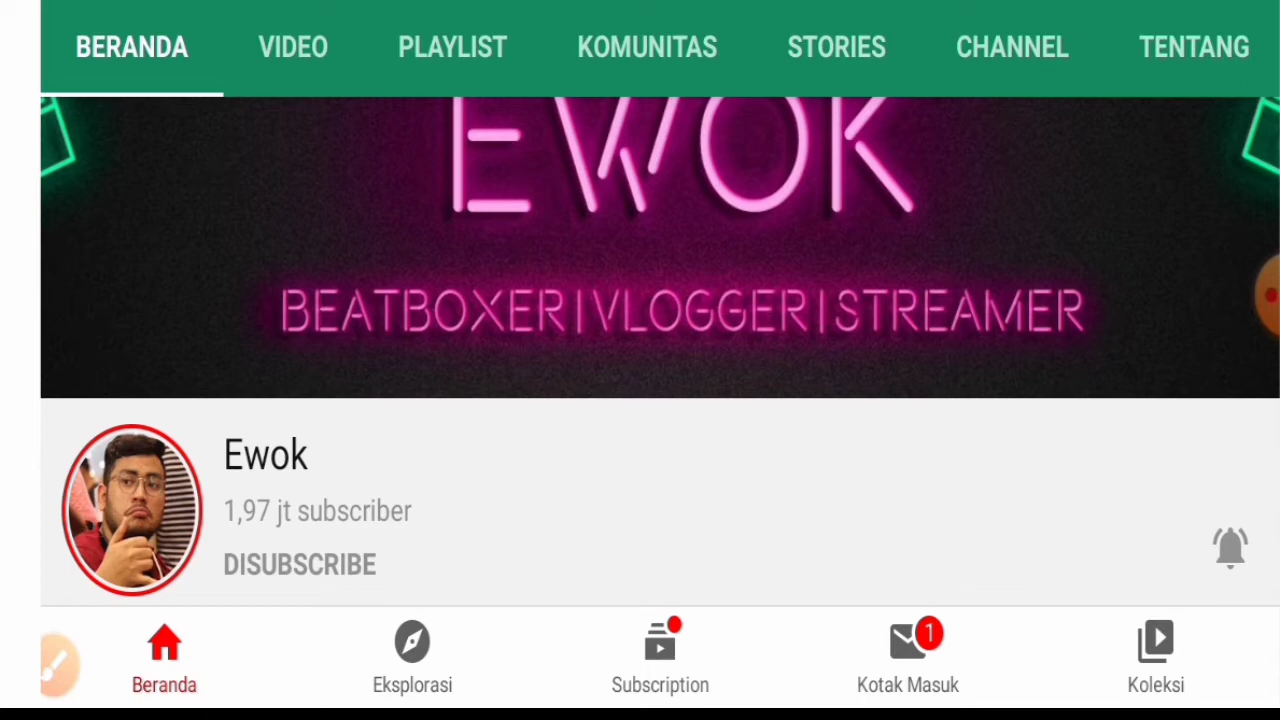 BERANDA VIDEO PLAYLIST KOMUNITAS STORIES CHANNEL TENTANG
EWOK
BEATBOXER|VLOGGER|STREAMER
Ewok
1,97 jt subscriber
DISUBSCRIBE
1
Beranda Eksplorasi Subscription Kotak Masuk Koleksi